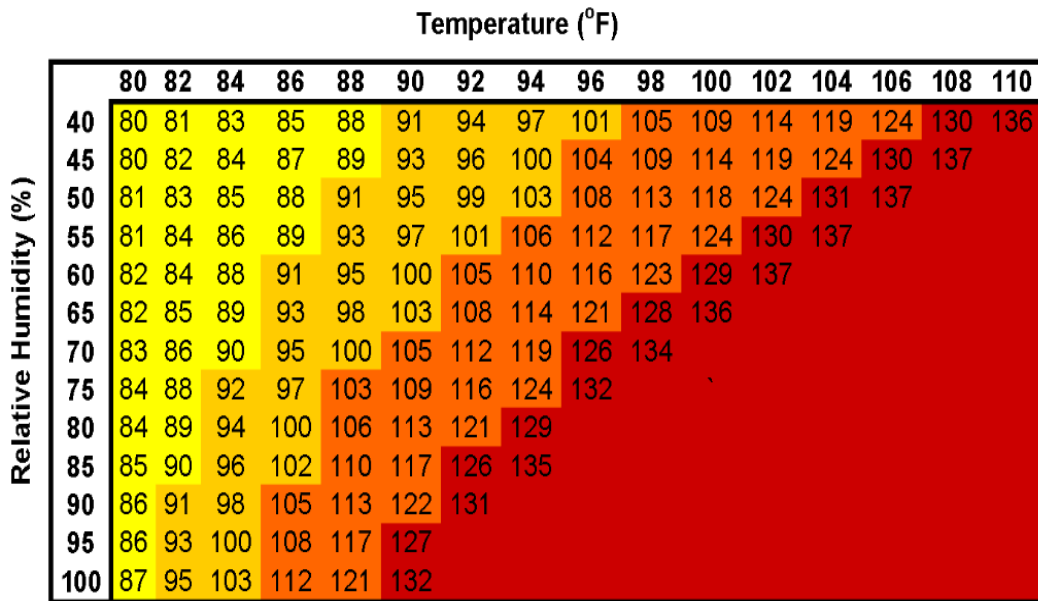 Temperature (°F)
80 82 84 86 88 90 92 94 96 98 100 102 104 106 108 110
Relative Humidity (%)
40 80 81 83 85 88 91 94 97 101 105 109 114 119 124 130 136
45 80 82 84 87 89 93 96 100 104 109 114 119 124 130 137
50 81 83 85 88 91 95 99 103 108 113 118 124 131 137
55 81 84 86 89 93 97 101 106 112 117 124 130 137
60 82 84 88 91 95 100 105 110 116 123 129 137
65 82 85 89 93 98 103 108 114 121 128 136
70 83 86 90 95 100 105 112 119 126 134
75 84 88 92 97 103 109 116 124 132 `
80 84 89 94 100 106 113 121 129
85 85 90 96 102 110 117 126 135
90 86 91 98 105 113 122 131
95 86 93 100 108 117 127
100 87 95 103 112 121 132